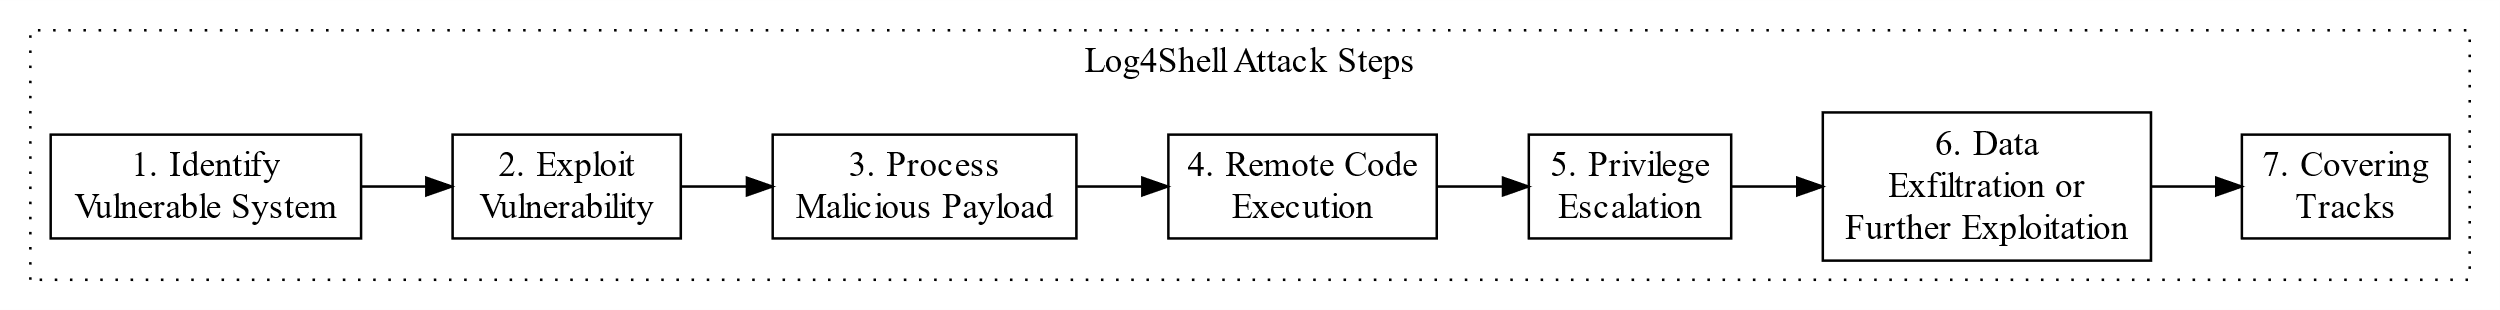 Log4Shell Attack Steps
1. Identify
Vulnerable System
2. Exploit
Vulnerability
3. Process
Malicious Payload
4. Remote Code
Execution
5. Privilege
Escalation
6. Data
Exfiltration or
Further Exploitation
7. Covering
Tracks